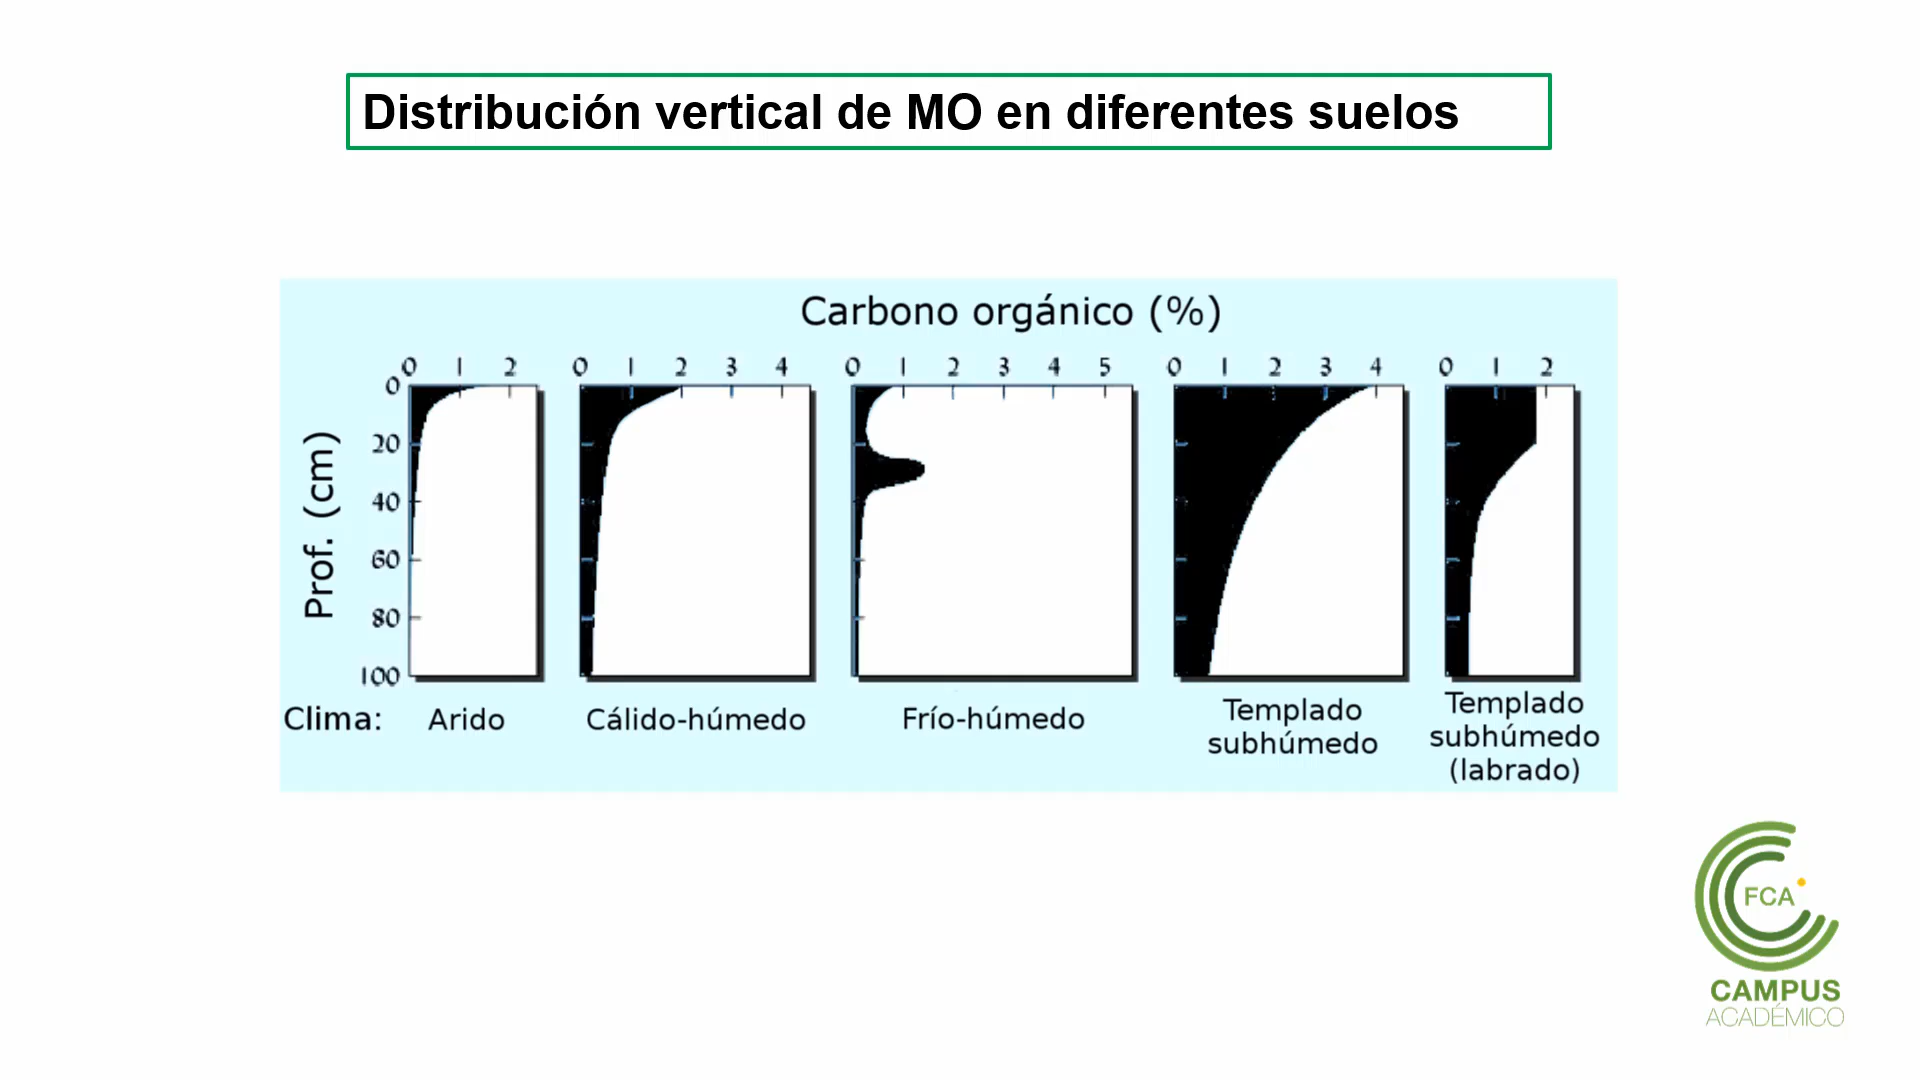 Distribución vertical de MO en diferentes suelos
Carbono orgánico (%)
0 1 2 0 1 2 3 4 0 1 2 3 4 5 0 1 2 3 4 0 1 2
Prof. (cm)
0
20
40
60
80
100
Clima: Arido Cálido-húmedo Frío-húmedo Templado subhúmedo Templado subhúmedo (labrado)
FCA
CAMPUS
ACADÉMICO